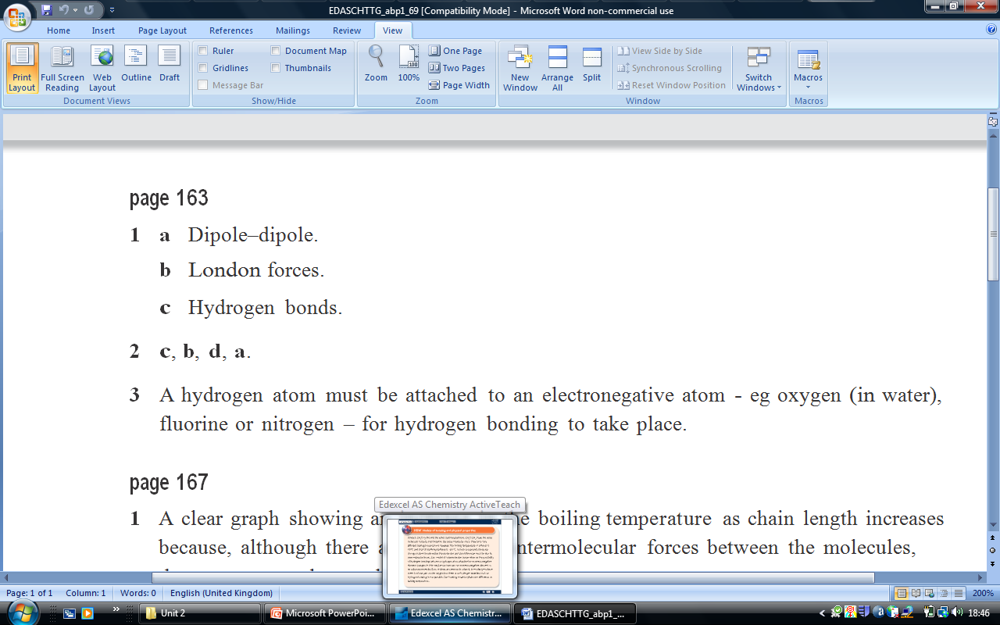 EDASCHTTG_abp1_69 [Compatibility Mode] - Microsoft Word non-commercial use
Home Insert Page Layout References Mailings Review View
Ruler Document Map One Page View Side by Side
Gridlines Thumbnails Two Pages Synchronous Scrolling
Message Bar Page Width Reset Window Position
Print Layout Full Screen Reading Web Layout Outline Draft Zoom 100% New Window Arrange All Split Switch Windows Macros
Document Views Show/Hide Zoom Window Macros
page 163
1 a Dipole–dipole.
b London forces.
c Hydrogen bonds.
2 c, b, d, a.
3 A hydrogen atom must be attached to an electronegative atom - eg oxygen (in water),
fluorine or nitrogen – for hydrogen bonding to take place.
page 167
Edexcel AS Chemistry ActiveTeach
1 A clear graph showing the boiling temperature as chain length increases
because, although there intermolecular forces between the molecules,
Page: 1 of 1 Column: 1 Words: 0 English (United Kingdom) 200%
Unit 2 Microsoft PowerPoi... Edexcel AS Chemistr... EDASCHTTG_abp1_... 18:46